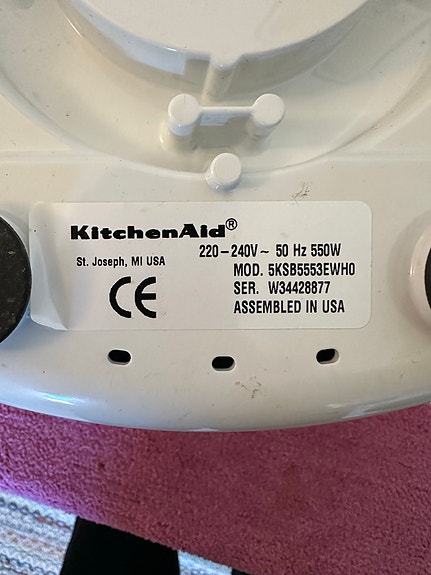 KitchenAid®
St. Joseph, MI USA
CE
220-240V~ 50 Hz 550W
MOD. 5KSB5553EWH0
SER. W34428877
ASSEMBLED IN USA